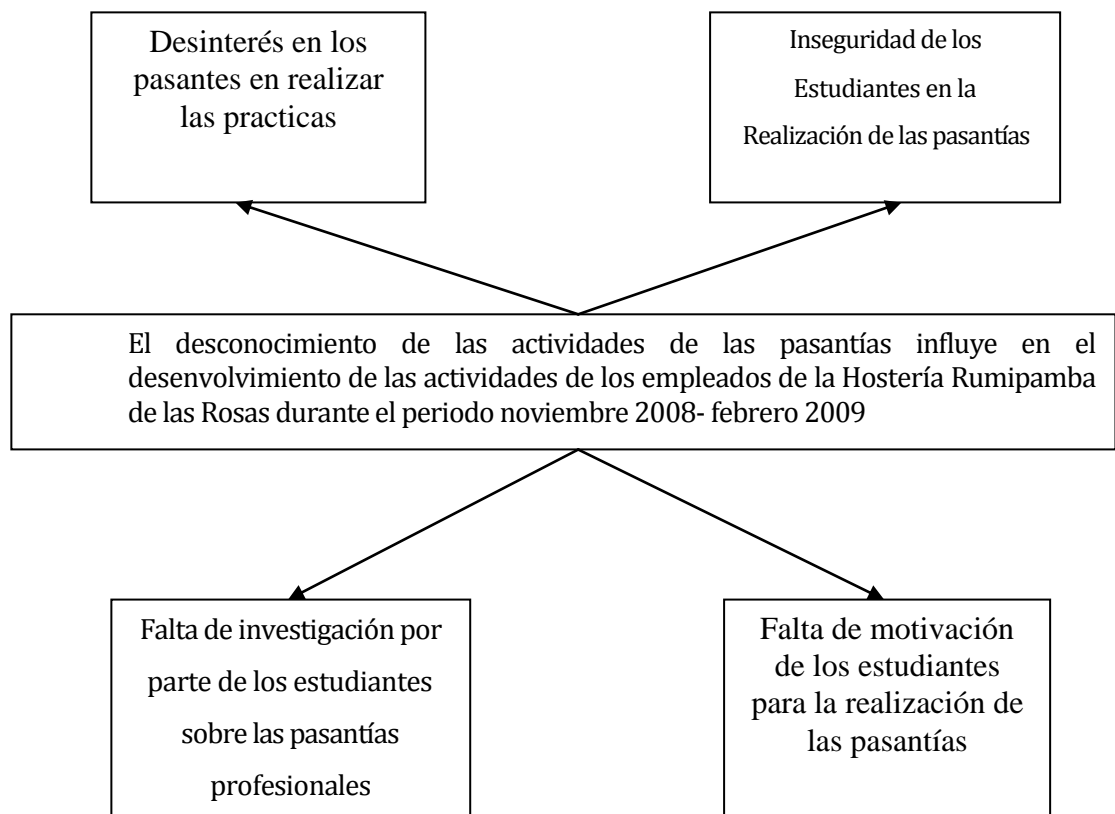 Desinterés en los
pasantes en realizar
las practicas
Inseguridad de los
Estudiantes en la
Realización de las pasantías
El desconocimiento de las actividades de las pasantías influye en el
desenvolvimiento de las actividades de los empleados de la Hostería Rumipamba
de las Rosas durante el periodo noviembre 2008- febrero 2009
Falta de investigación por
parte de los estudiantes
sobre las pasantías
profesionales
Falta de motivación
de los estudiantes
para la realización de
las pasantías